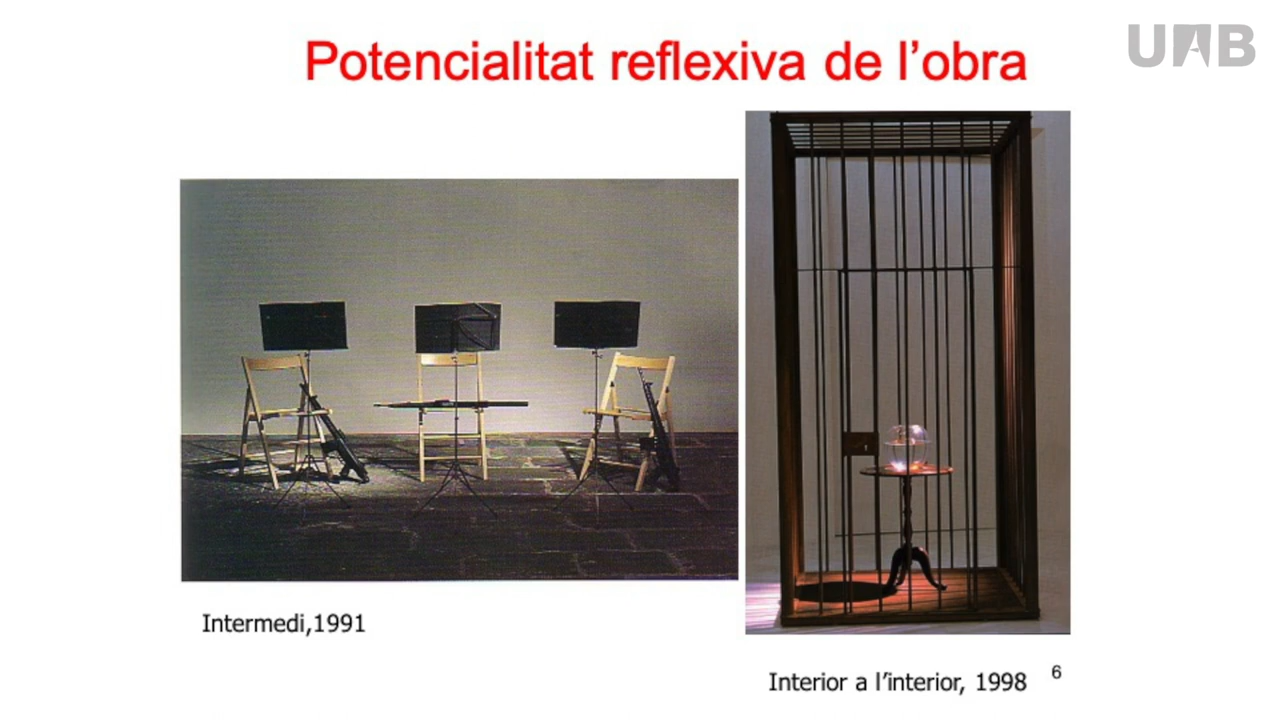 Potencialitat reflexiva de l’obra
UAB
Intermedi,1991
Interior a l’interior, 1998
6